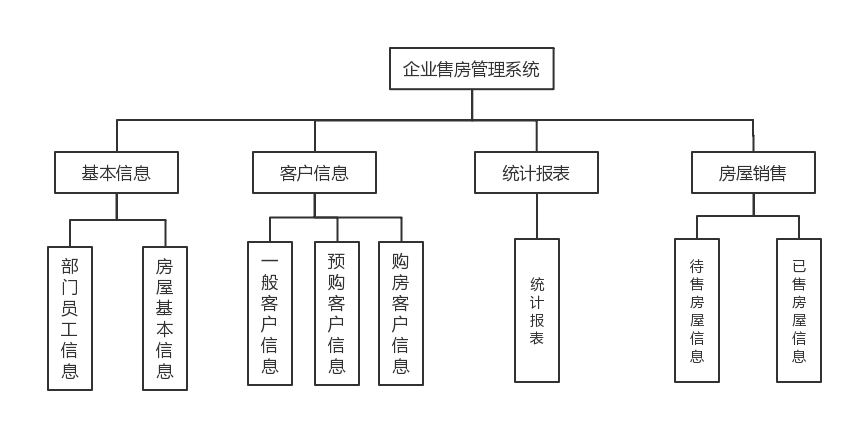 企业售房管理系统
基本信息
客户信息
统计报表
房屋销售
部门员工信息
房屋基本信息
一般客户信息
预购客户信息
购房客户信息
统计报表
待售房屋信息
已售房屋信息